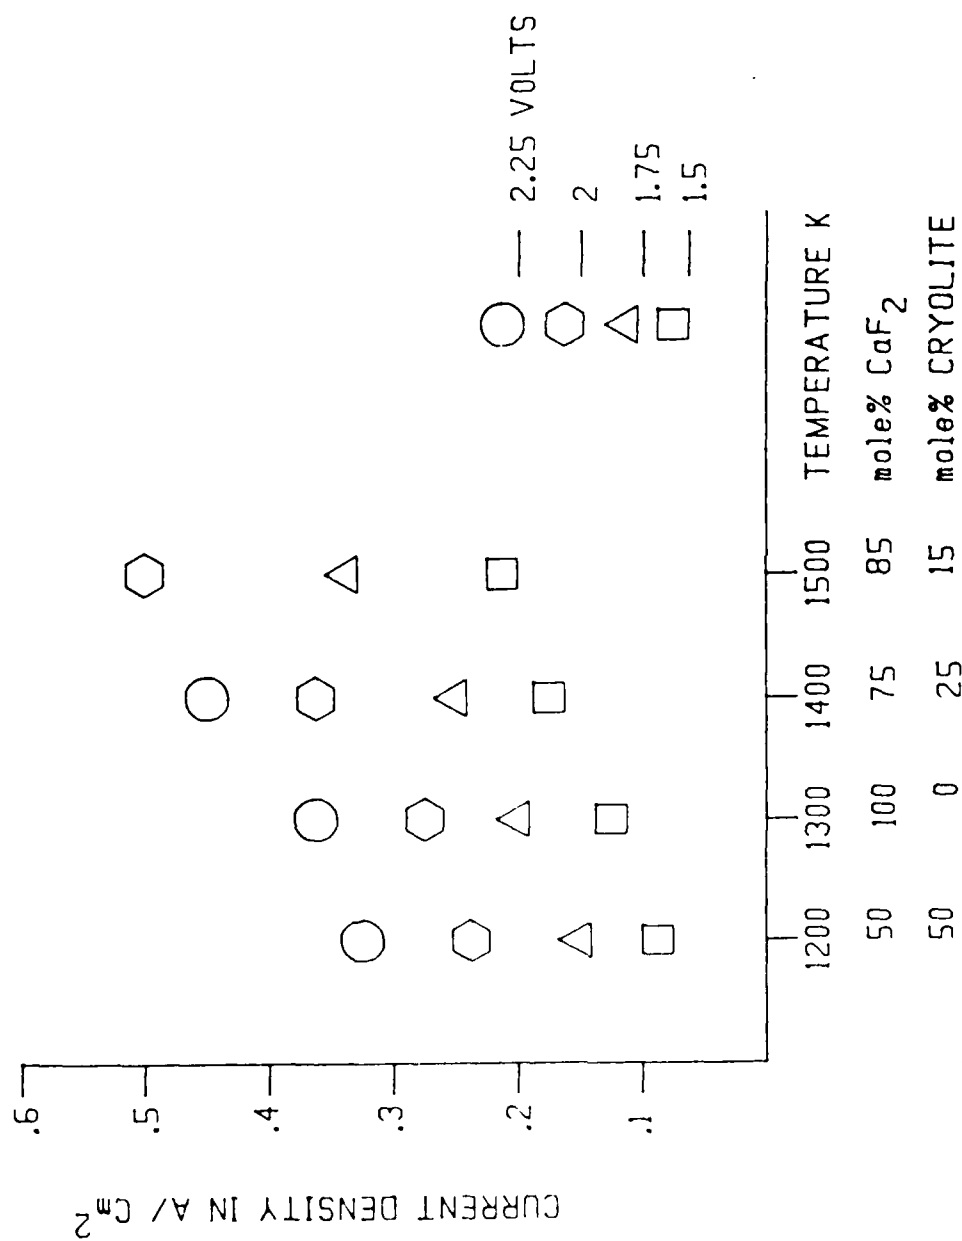 CURRENT DENSITY IN A/Cm²
.6
.5
.4
.3
.2
.1
2.25 VOLTS
2
1.75
1.5
1200 1300 1400 1500 TEMPERATURE K
50 100 75 85 mole% CaF₂
50 0 25 15 mole% CRYOLITE